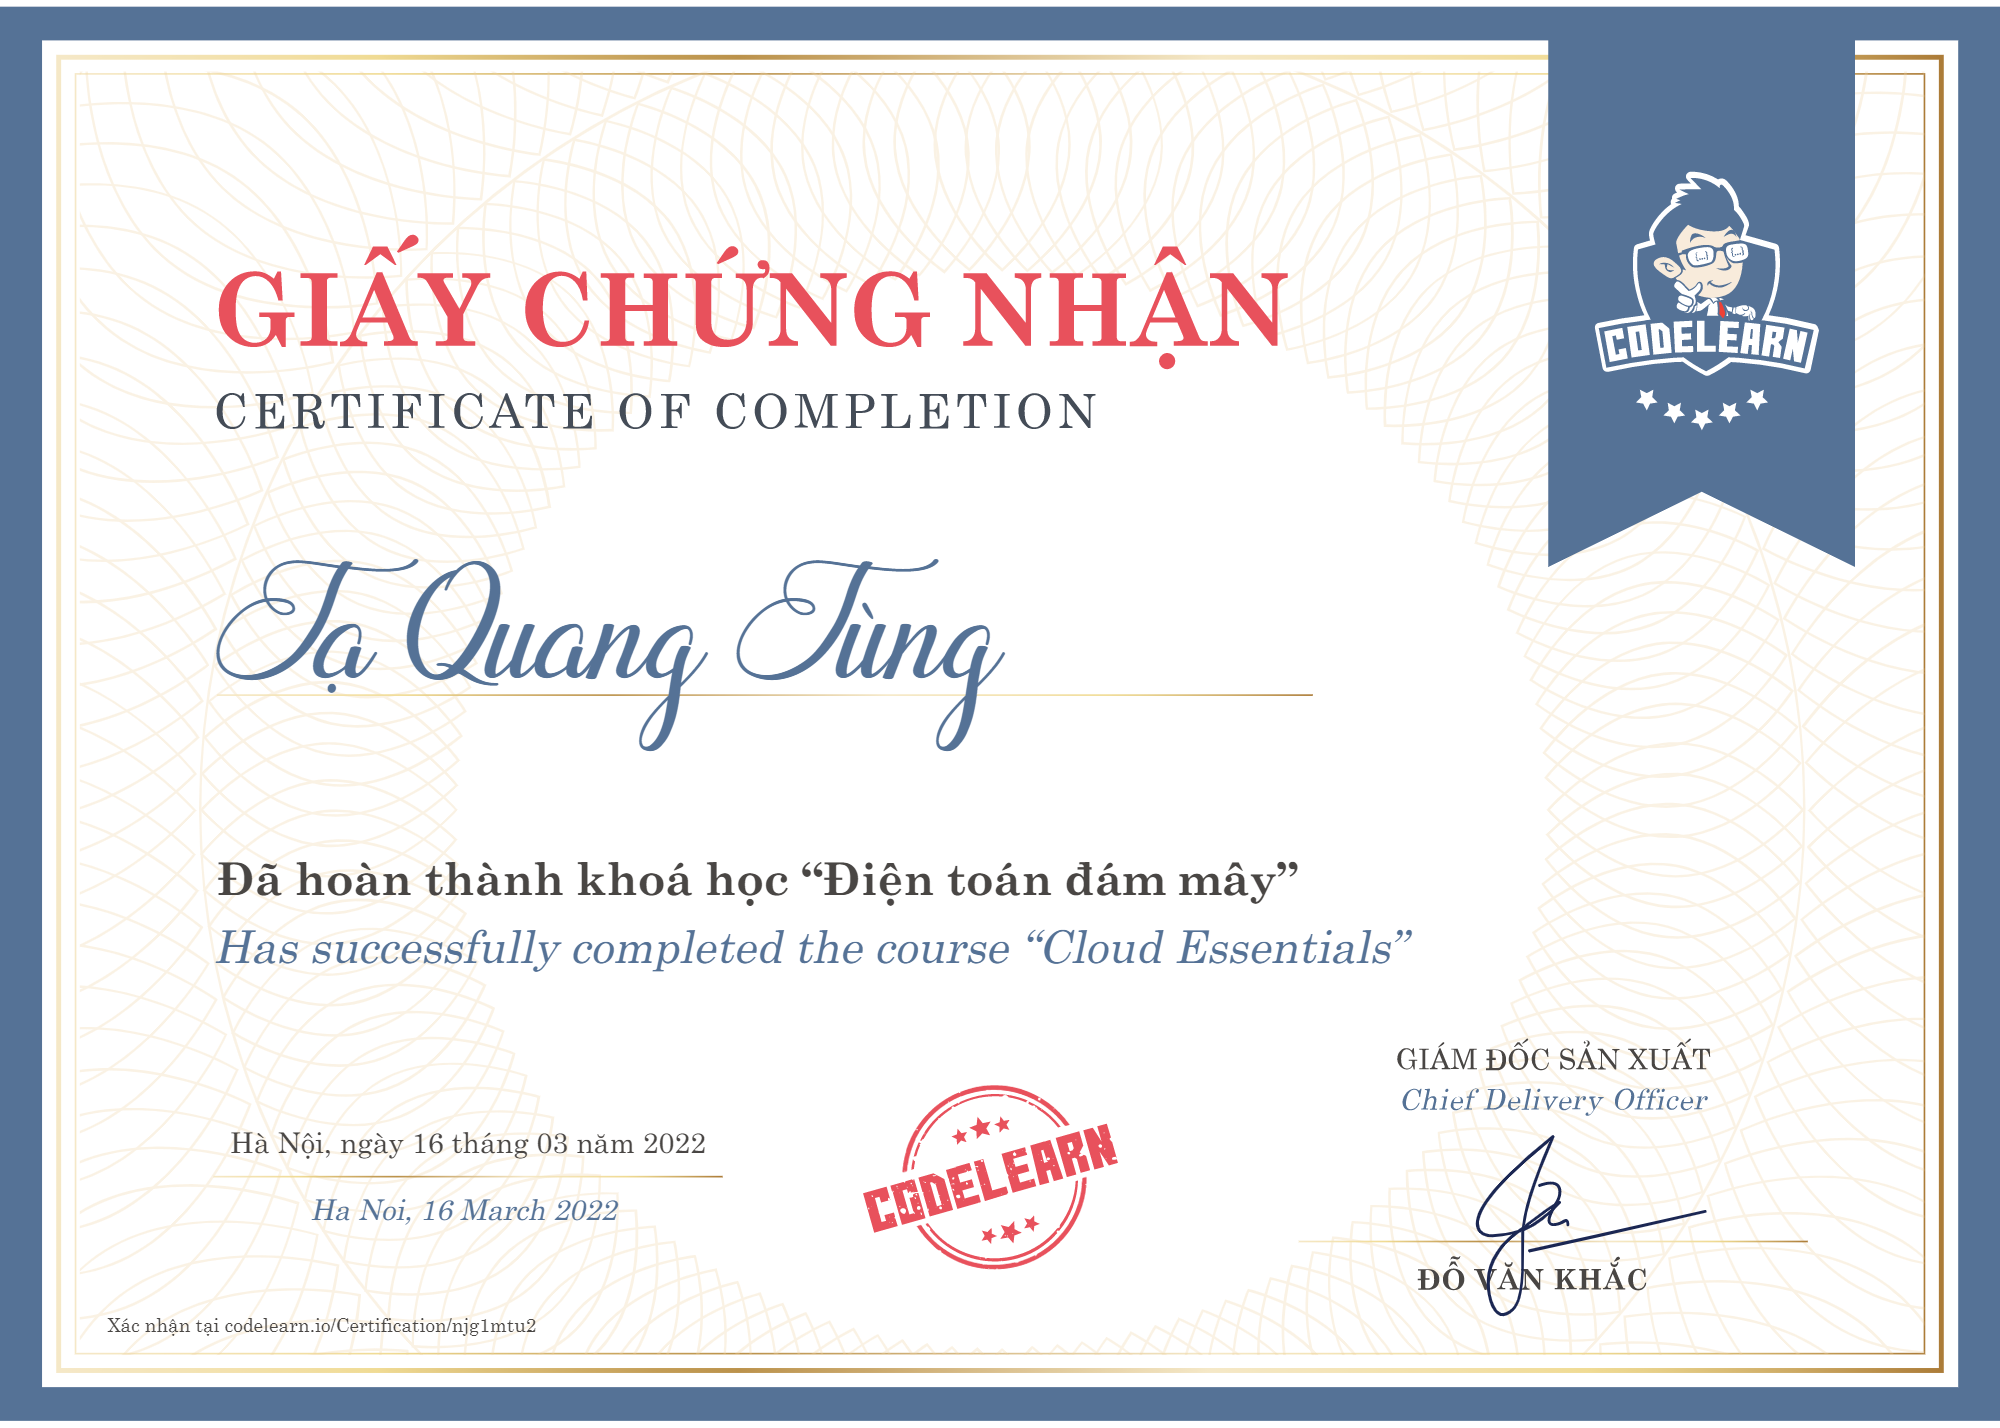 GIẤY CHỨNG NHẬN
CERTIFICATE OF COMPLETION
{...} {...}
CODELEARN
Tạ Quang Tùng
Đã hoàn thành khoá học “Điện toán đám mây”
Has successfully completed the course “Cloud Essentials”
GIÁM ĐỐC SẢN XUẤT
Chief Delivery Officer
Hà Nội, ngày 16 tháng 03 năm 2022
Ha Noi, 16 March 2022
CODELEARN
ĐỖ VĂN KHẮC
Xác nhận tại codelearn.io/Certification/njg1mtu2